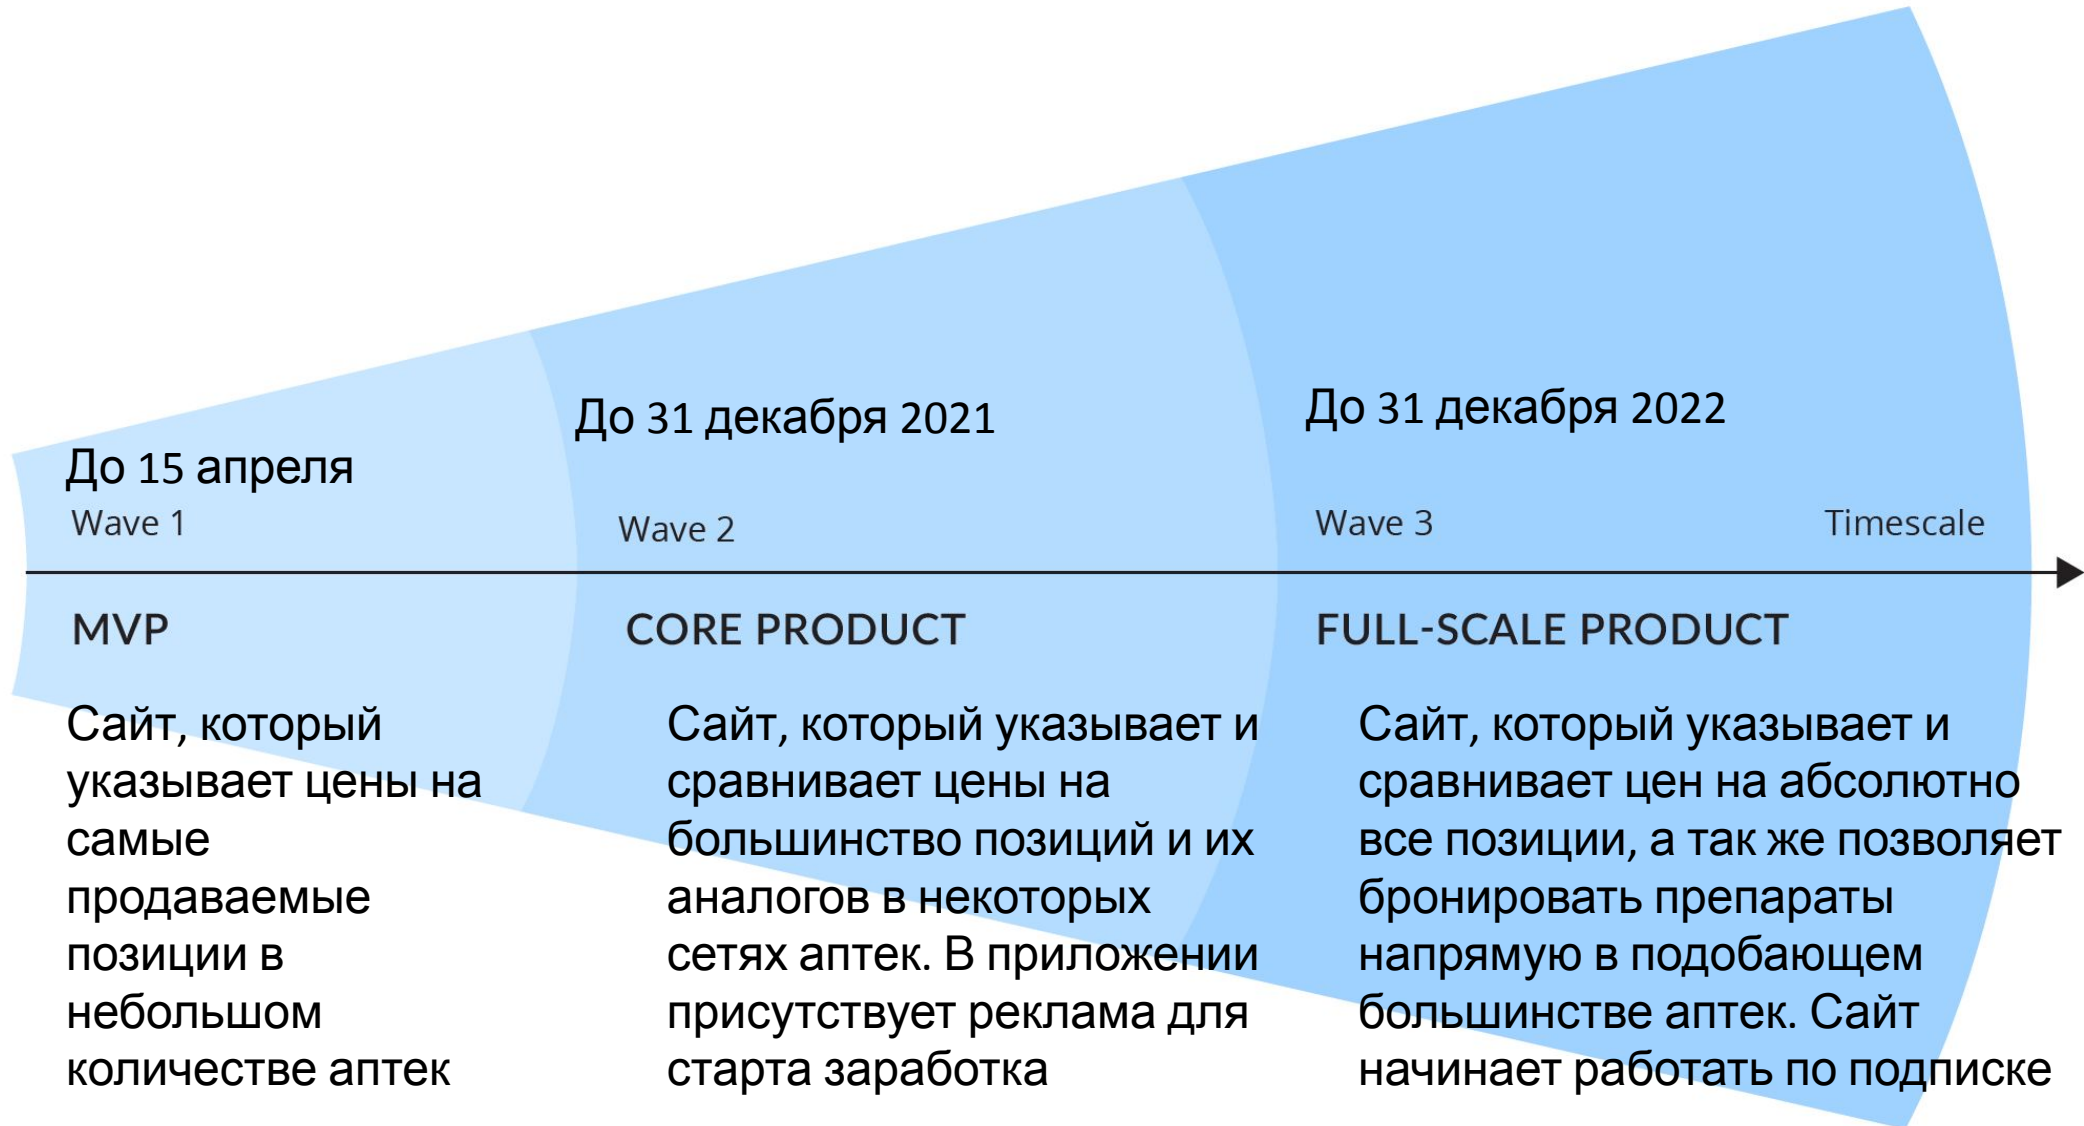 До 15 апреля
Wave 1
MVP
Сайт, который
указывает цены на
самые
продаваемые
позиции в
небольшом
количестве аптек
До 31 декабря 2021
Wave 2
CORE PRODUCT
Сайт, который указывает и
сравнивает цены на
большинство позиций и их
аналогов в некоторых
сетях аптек. В приложении
присутствует реклама для
старта заработка
До 31 декабря 2022
Wave 3
Timescale
FULL-SCALE PRODUCT
Сайт, который указывает и
сравнивает цен на абсолютно
все позиции, а так же позволяет
бронировать препараты
напрямую в подобающем
большинстве аптек. Сайт
начинает работать по подписке